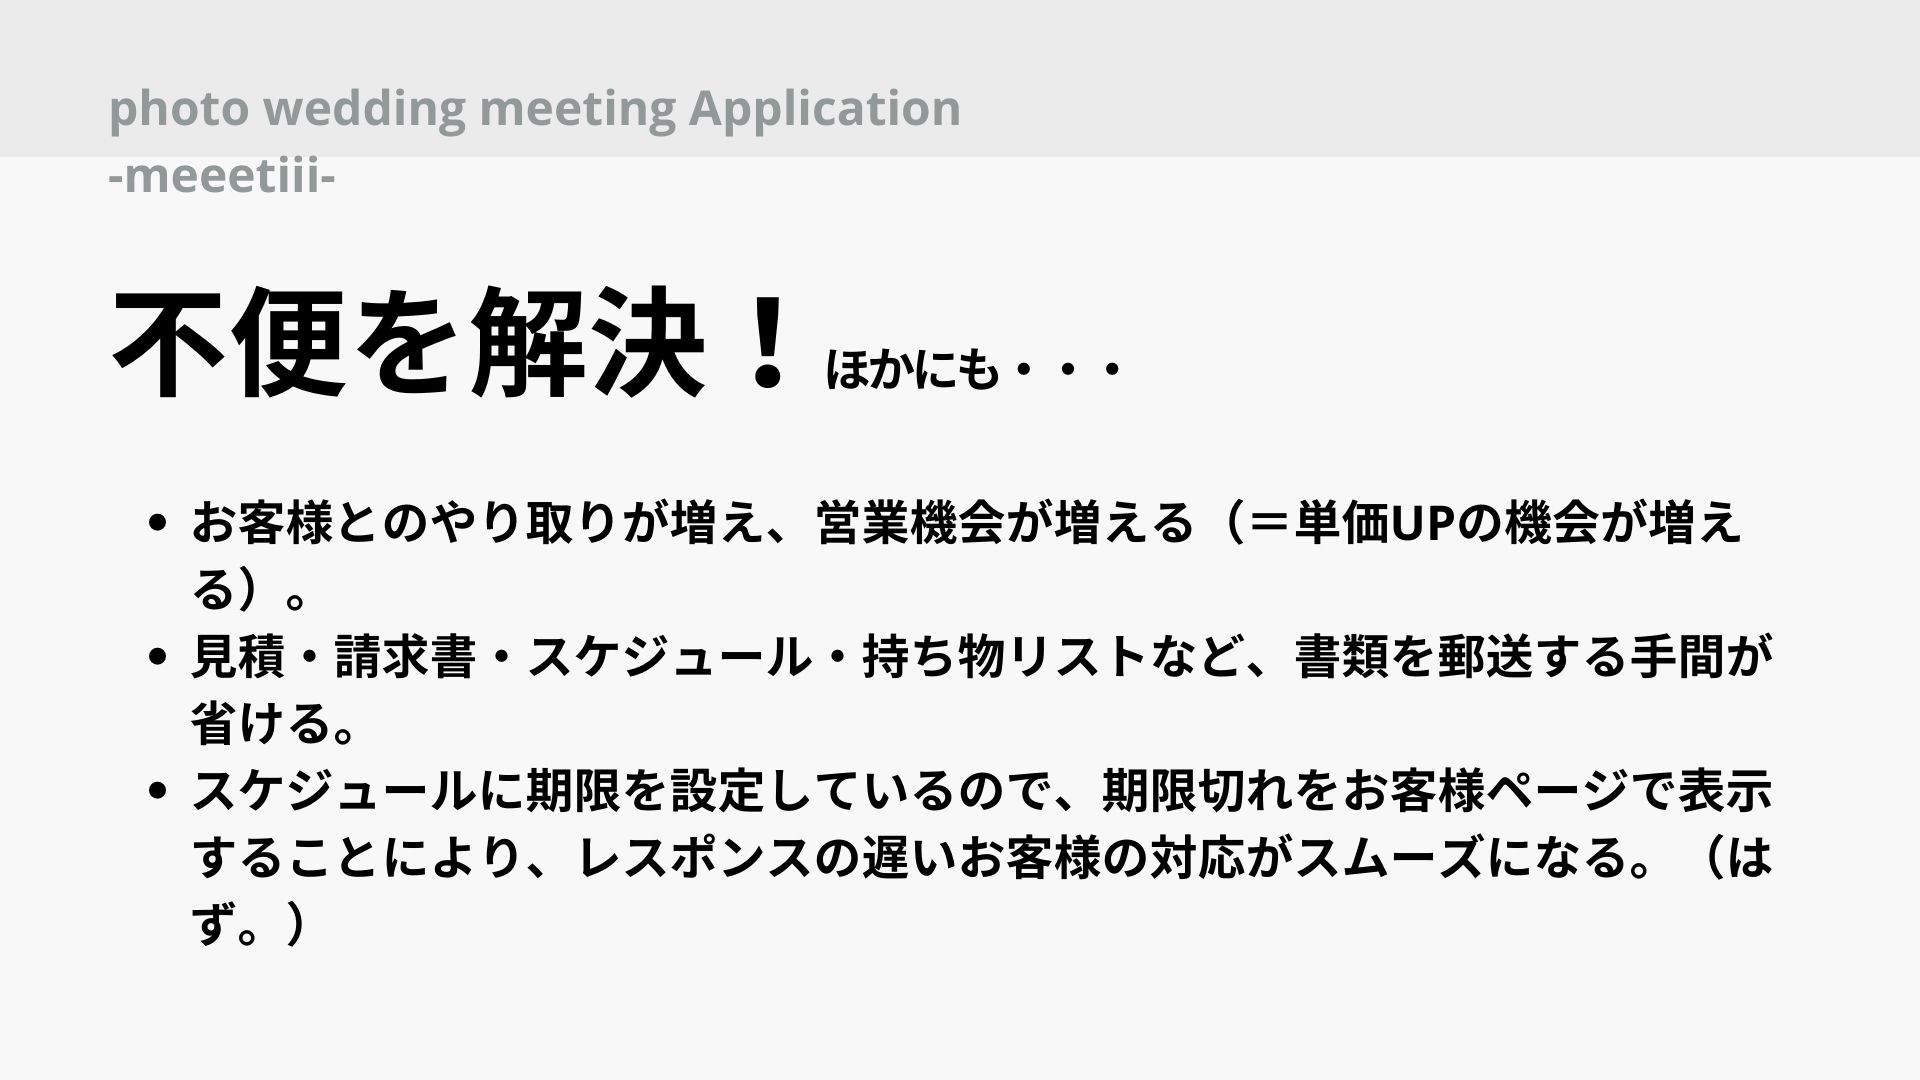 photo wedding meeting Application
-meeetiii-
不便を解決！ほかにも・・・
• お客様とのやり取りが増え、営業機会が増える（＝単価UPの機会が増え
る）。
• 見積・請求書・スケジュール・持ち物リストなど、書類を郵送する手間が
省ける。
• スケジュールに期限を設定しているので、期限切れをお客様ページで表示
することにより、レスポンスの遅いお客様の対応がスムーズになる。（は
ず。）